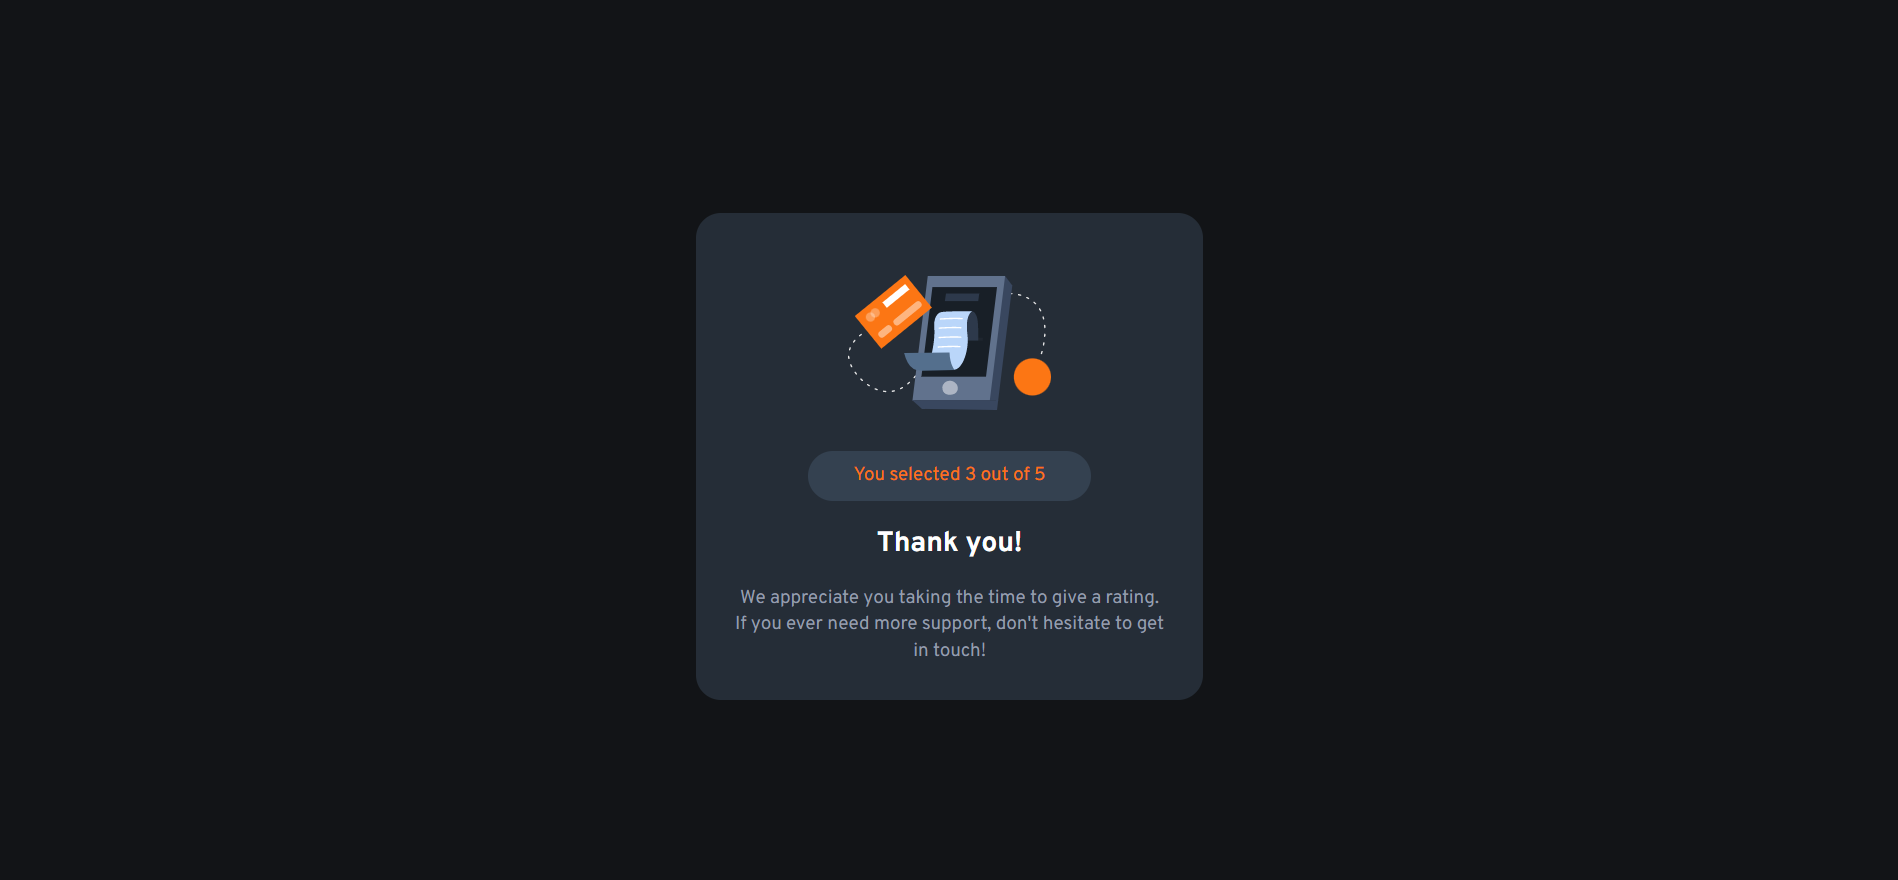 You selected 3 out of 5
Thank you!
We appreciate you taking the time to give a rating.
If you ever need more support, don't hesitate to get
in touch!